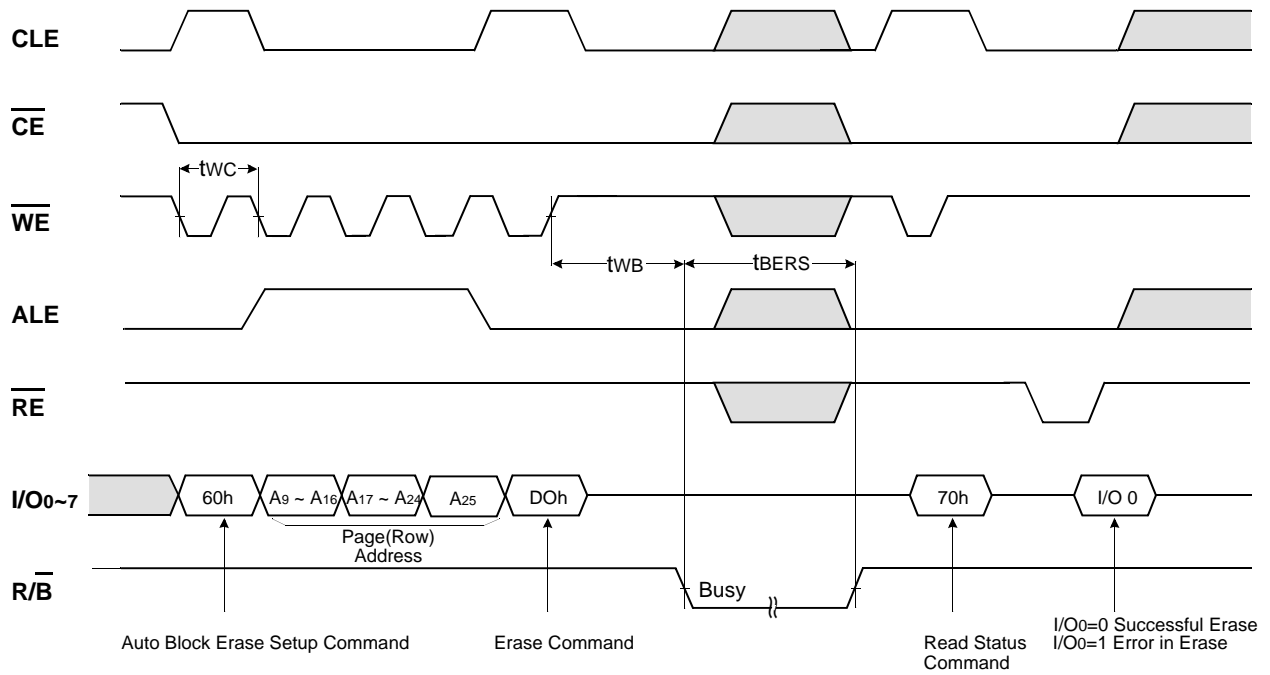 CLE
CE
tWC
WE
tWB
tBERS
ALE
RE
I/O0~7
60h
A9 ~ A16
A17 ~ A24
A25
DOh
70h
I/O 0
Page(Row)
Address
R/B
Busy
Auto Block Erase Setup Command
Erase Command
Read Status
Command
I/O0=0 Successful Erase
I/O0=1 Error in Erase